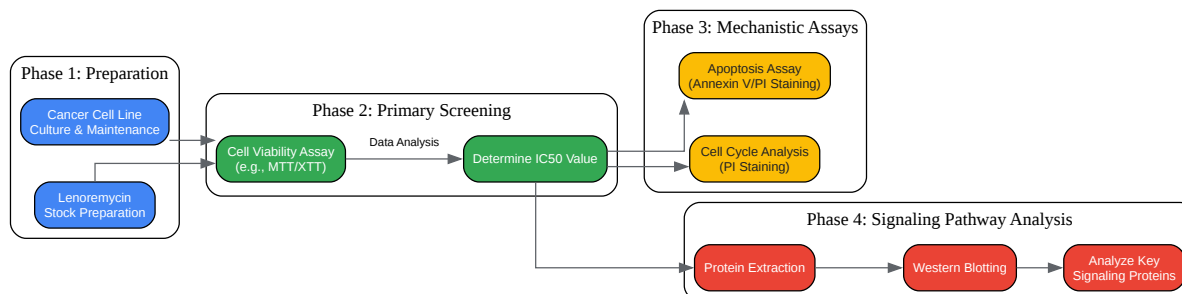 Phase 1: Preparation
Cancer Cell Line
Culture & Maintenance
Lenoremycin
Stock Preparation
Phase 2: Primary Screening
Cell Viability Assay
(e.g., MTT/XTT)
Data Analysis
Determine IC50 Value
Phase 3: Mechanistic Assays
Apoptosis Assay
(Annexin V/PI Staining)
Cell Cycle Analysis
(PI Staining)
Phase 4: Signaling Pathway Analysis
Protein Extraction
Western Blotting
Analyze Key
Signaling Proteins